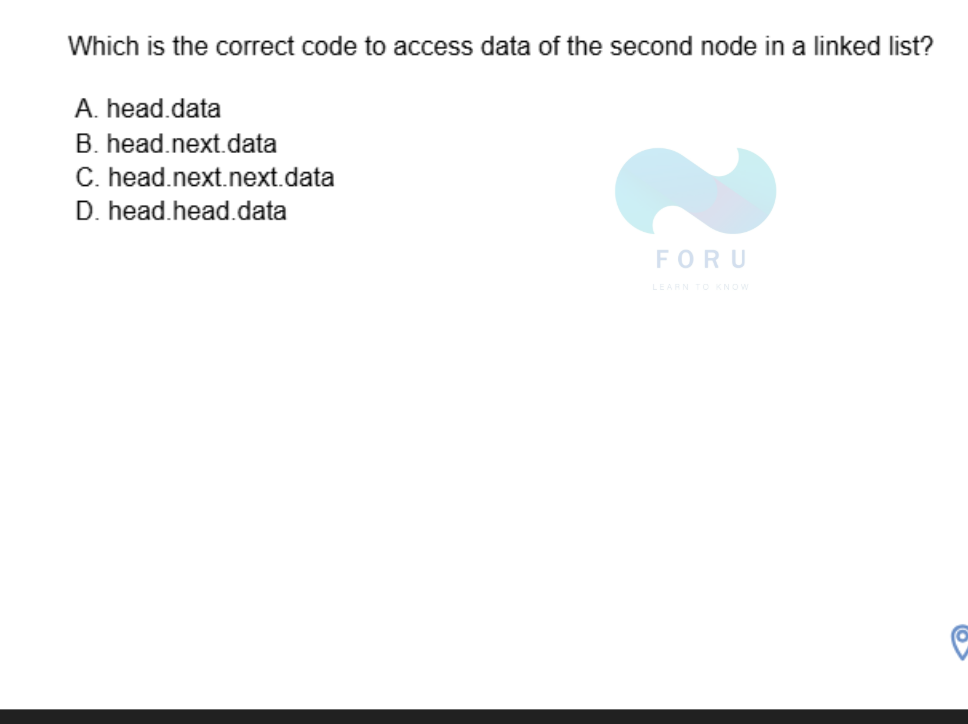 Which is the correct code to access data of the second node in a linked list?
A. head.data
B. head.next.data
C. head.next.next.data
D. head.head.data
FORU
LEARN TO KNOW